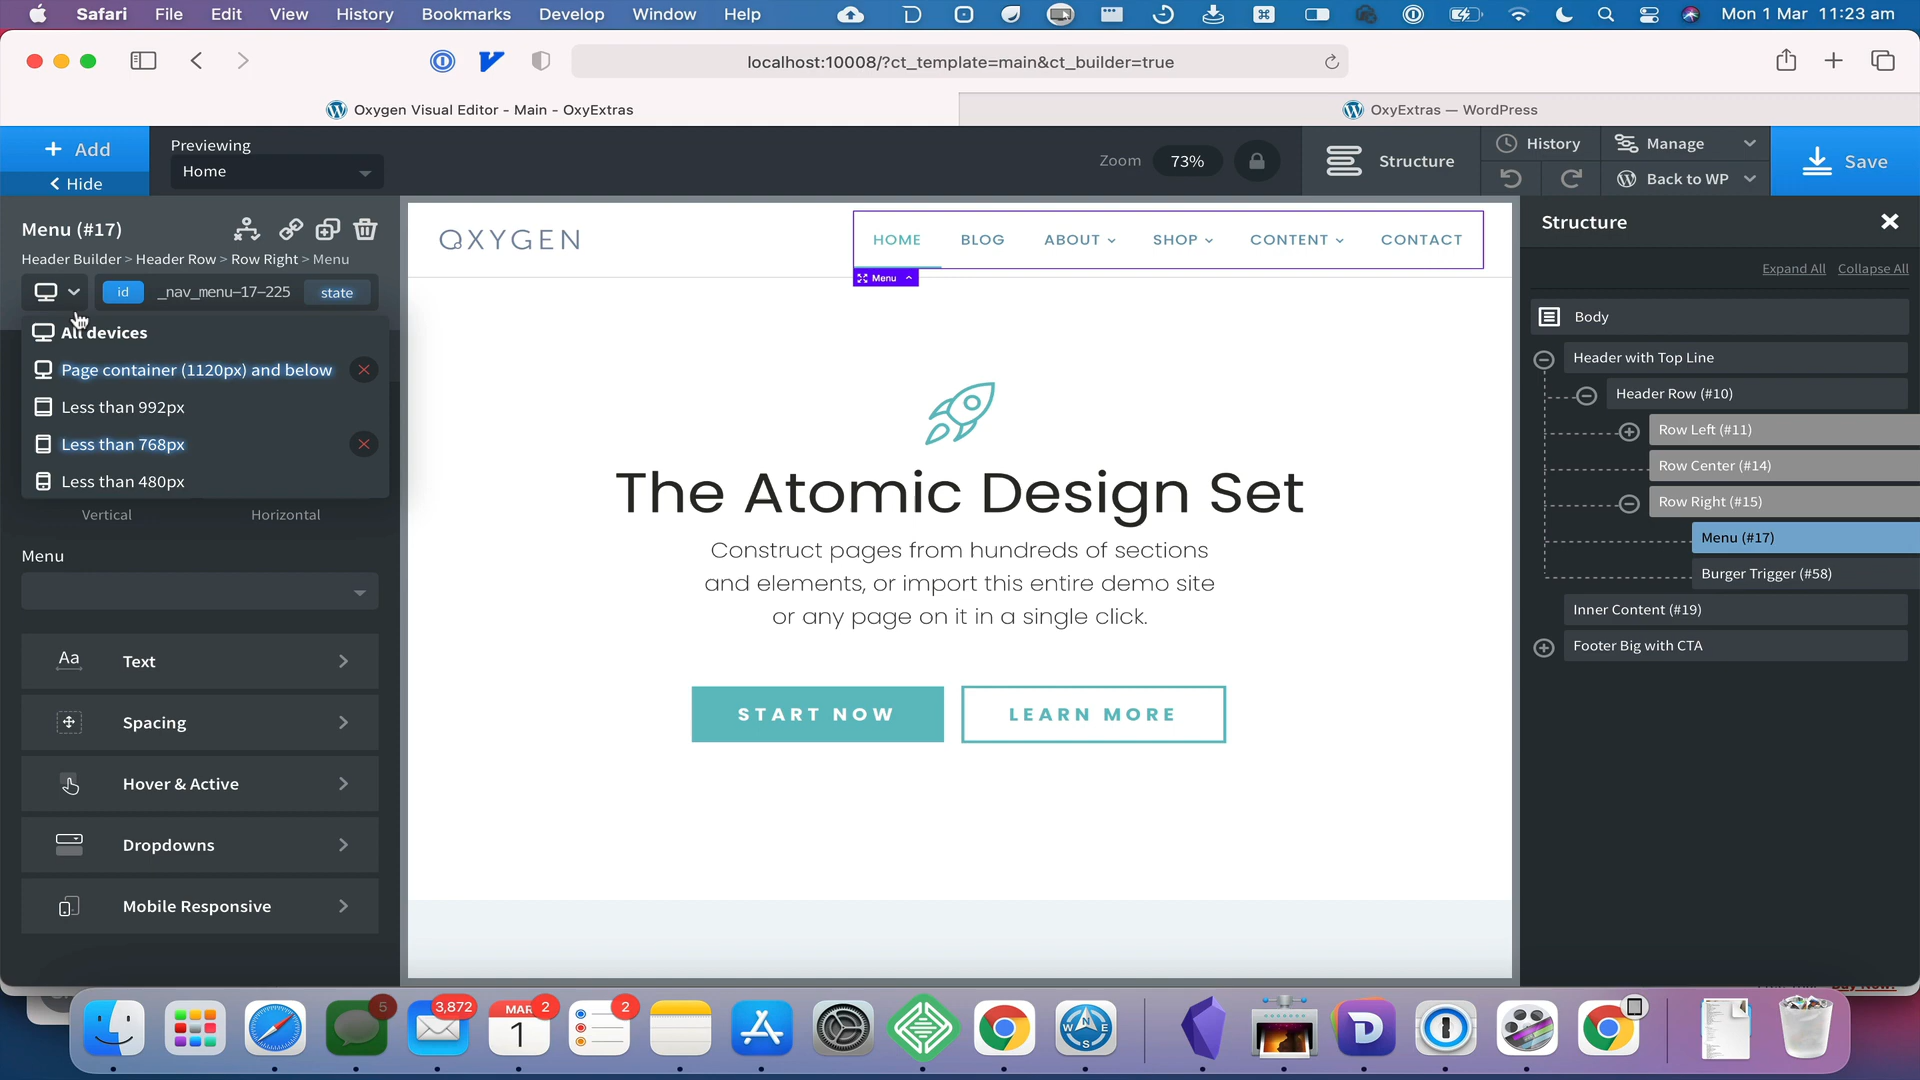 Safari File Edit View History Bookmarks Develop Window Help
Mon 1 Mar 11:23 am
localhost:10008/?ct_template=main&ct_builder=true
Oxygen Visual Editor - Main - OxyExtras
OxyExtras — WordPress
+ Add
< Hide
Previewing
Home
Zoom 73%
Structure
History
Manage
Back to WP
Save
Menu (#17)
Header Builder > Header Row > Row Right > Menu
id _nav_menu-17-225 state
All devices
Page container (1120px) and below
Less than 992px
Less than 768px
Less than 480px
Vertical Horizontal
Menu
Aa Text
Spacing
Hover & Active
Dropdowns
Mobile Responsive
OXYGEN
HOME BLOG ABOUT SHOP CONTENT CONTACT
Menu
The Atomic Design Set
Construct pages from hundreds of sections
and elements, or import this entire demo site
or any page on it in a single click.
START NOW
LEARN MORE
Structure
Expand All Collapse All
Body
Header with Top Line
Header Row (#10)
Row Left (#11)
Row Center (#14)
Row Right (#15)
Menu (#17)
Burger Trigger (#58)
Inner Content (#19)
Footer Big with CTA
5
3,872
MAR
1
2
2
N
W E
S
D